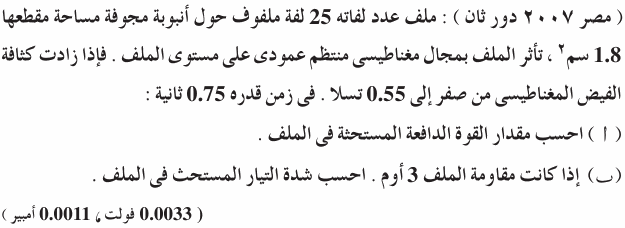 ( مصر ٢٠٠٧ دور ثان ) : ملف عدد لفاته 25 لفة ملفوف حول أنبوبة مجوفة مساحة مقطعها
1.8 سم٢ ، تأثر الملف بمجال مغناطيسى منتظم عمودى على مستوى الملف . فإذا زادت كثافة
الفيض المغناطيسى من صفر إلى 0.55 تسلا . فى زمن قدره 0.75 ثانية :
( أ ) احسب مقدار القوة الدافعة المستحثة فى الملف .
(ب) إذا كانت مقاومة الملف 3 أوم . احسب شدة التيار المستحث فى الملف .
( 0.0033 فولت ، 0.0011 أمبير )